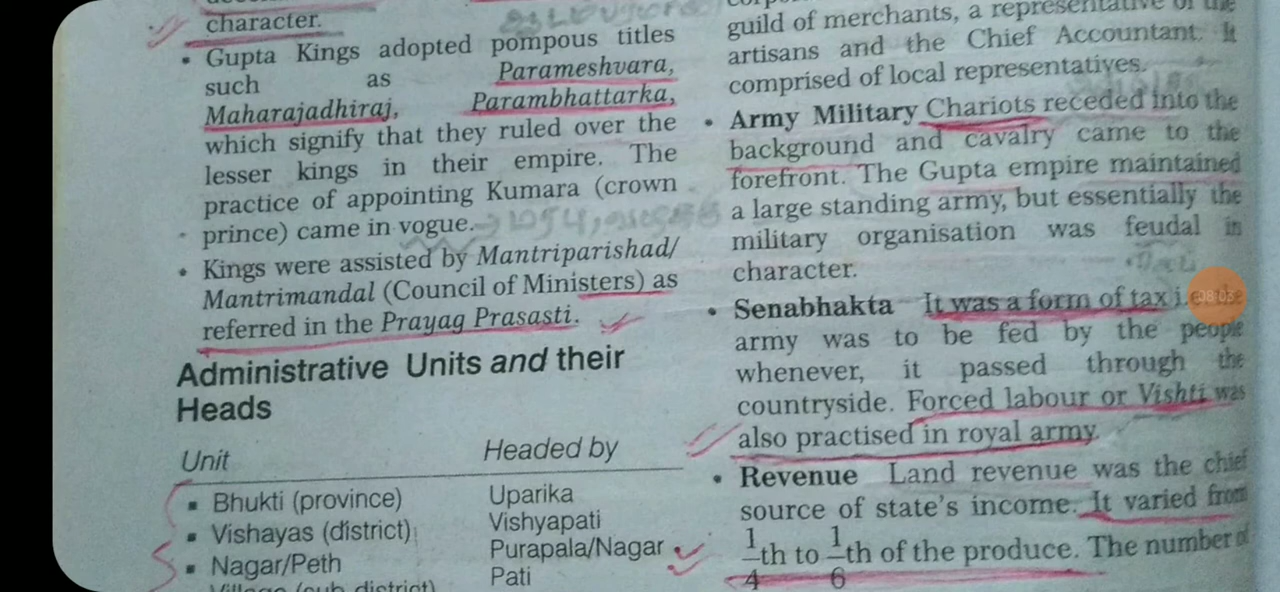 character.
• Gupta Kings adopted pompous titles
such as Parameshvara,
Maharajadhiraj, Parambhattarka,
which signify that they ruled over the
lesser kings in their empire. The
practice of appointing Kumara (crown
prince) came in vogue.
• Kings were assisted by Mantriparishad/
Mantrimandal (Council of Ministers) as
referred in the Prayag Prasasti.
Administrative Units and their
Heads
Unit Headed by
▪ Bhukti (province) Uparika
▪ Vishayas (district) Vishyapati
▪ Nagar/Peth Purapala/Nagar
Pati
guild of merchants, a representative of the
artisans and the Chief Accountant. It
comprised of local representatives.
• Army Military Chariots receded into the
background and cavalry came to the
forefront. The Gupta empire maintained
a large standing army, but essentially the
military organisation was feudal in
character.
• Senabhakta It was a form of tax i.e. the
army was to be fed by the people
whenever, it passed through the
countryside. Forced labour or Vishti was
also practised in royal army.
• Revenue Land revenue was the chief
source of state's income. It varied from
1/4th to 1/6th of the produce. The number of